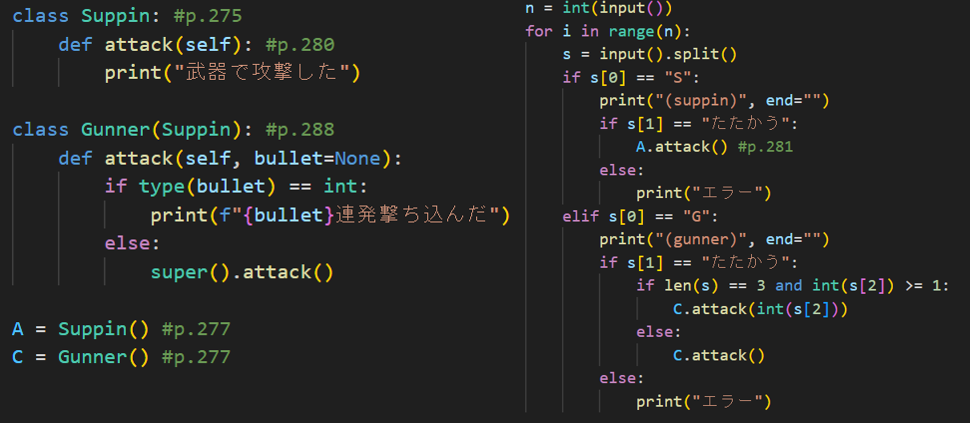 class Suppin: #p.275
    def attack(self): #p.280
        print("武器で攻撃した")

class Gunner(Suppin): #p.288
    def attack(self, bullet=None):
        if type(bullet) == int:
            print(f"{bullet}連発撃ち込んだ")
        else:
            super().attack()

A = Suppin() #p.277
C = Gunner() #p.277

n = int(input())
for i in range(n):
    s = input().split()
    if s[0] == "S":
        print("(suppin)", end="")
        if s[1] == "たたかう":
            A.attack() #p.281
        else:
            print("エラー")
    elif s[0] == "G":
        print("(gunner)", end="")
        if s[1] == "たたかう":
            if len(s) == 3 and int(s[2]) >= 1:
                C.attack(int(s[2]))
            else:
                C.attack()
        else:
            print("エラー")